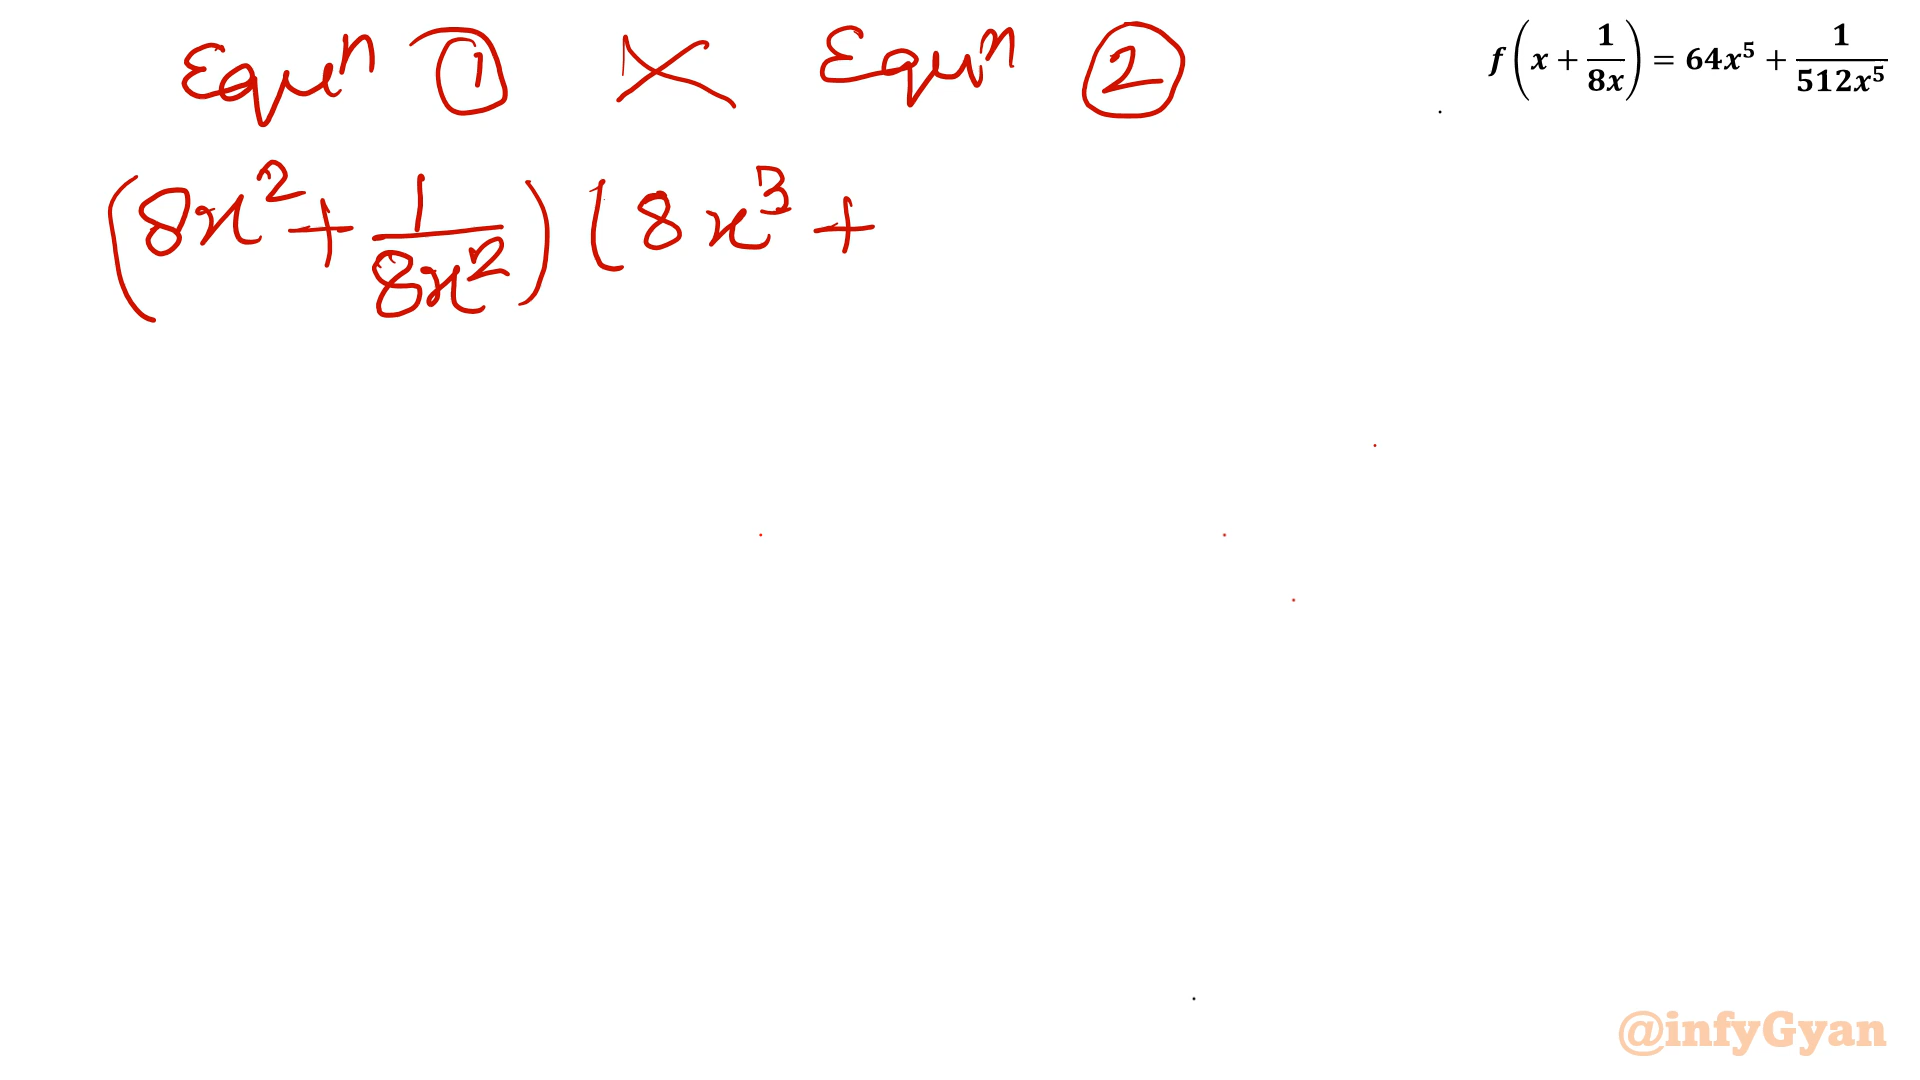 Equⁿ ① × Equⁿ ②
f(x + 1/8x) = 64x⁵ + 1/512x⁵
(8x² + 1/8x²) (8x³ +
@infyGyan